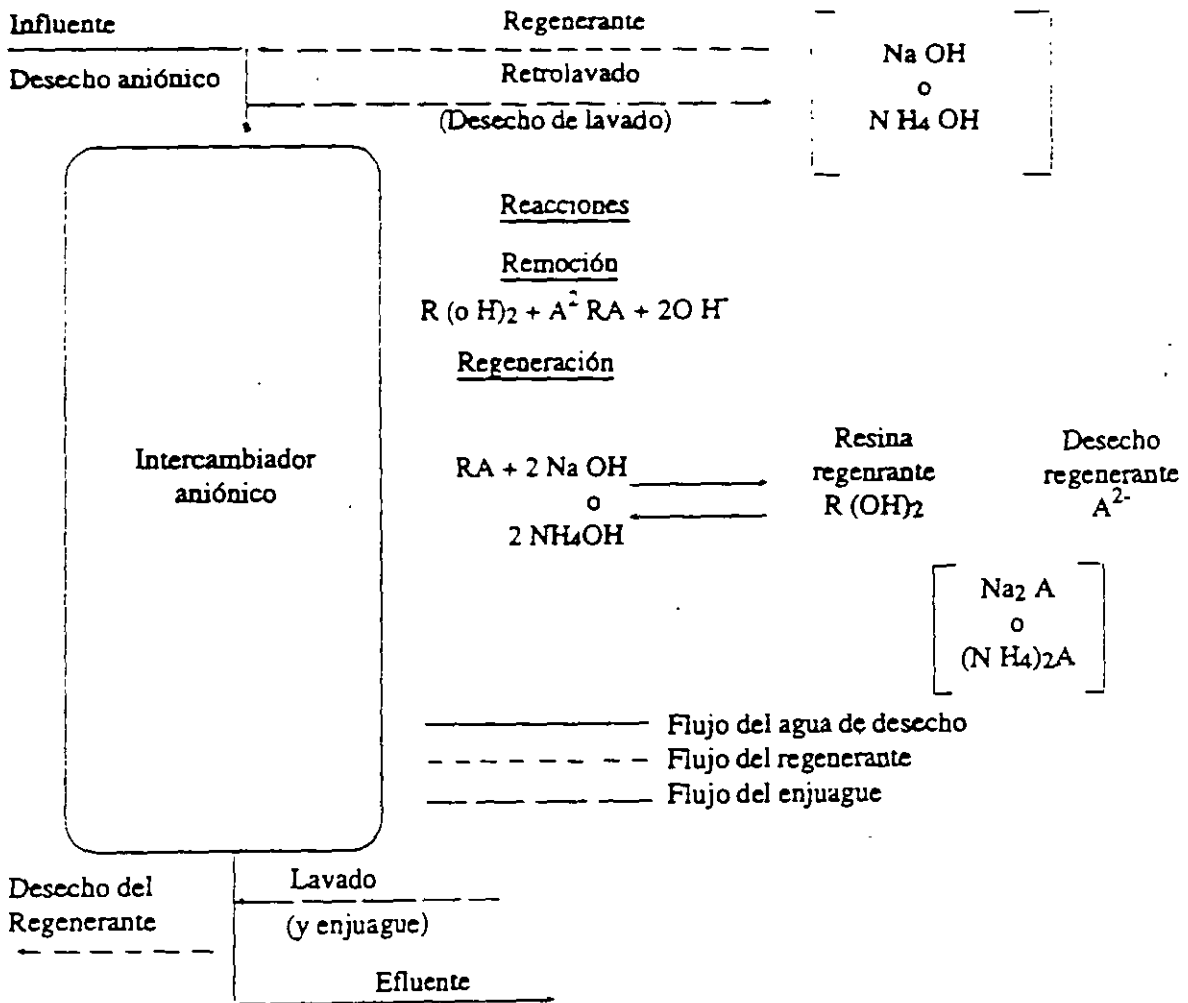 Influente
Regenerante
Desecho aniónico
Retrolavado
(Desecho de lavado)
Na OH
o
N H4 OH
Reacciones
Remoción
R (o H)2 + A² RA + 2O H⁻
Regeneración
Intercambiador
aniónico
RA + 2 Na OH
o
2 NH4OH
Resina
regenrante
R (OH)2
Desecho
regenerante
A²⁻
Na2 A
o
(N H4)2A
Flujo del agua de desecho
Flujo del regenerante
Flujo del enjuague
Desecho del
Regenerante
Lavado
(y enjuague)
Efluente